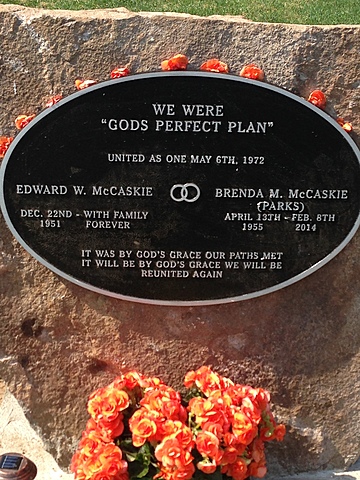 WE WERE
"GODS PERFECT PLAN"
UNITED AS ONE MAY 6TH, 1972
EDWARD W. McCASKIE
DEC. 22ND - WITH FAMILY
1951 FOREVER
BRENDA M. McCASKIE
(PARKS)
APRIL 13TH - FEB. 8TH
1955 2014
IT WAS BY GOD'S GRACE OUR PATHS MET
IT WILL BE BY GOD'S GRACE WE WILL BE
REUNITED AGAIN